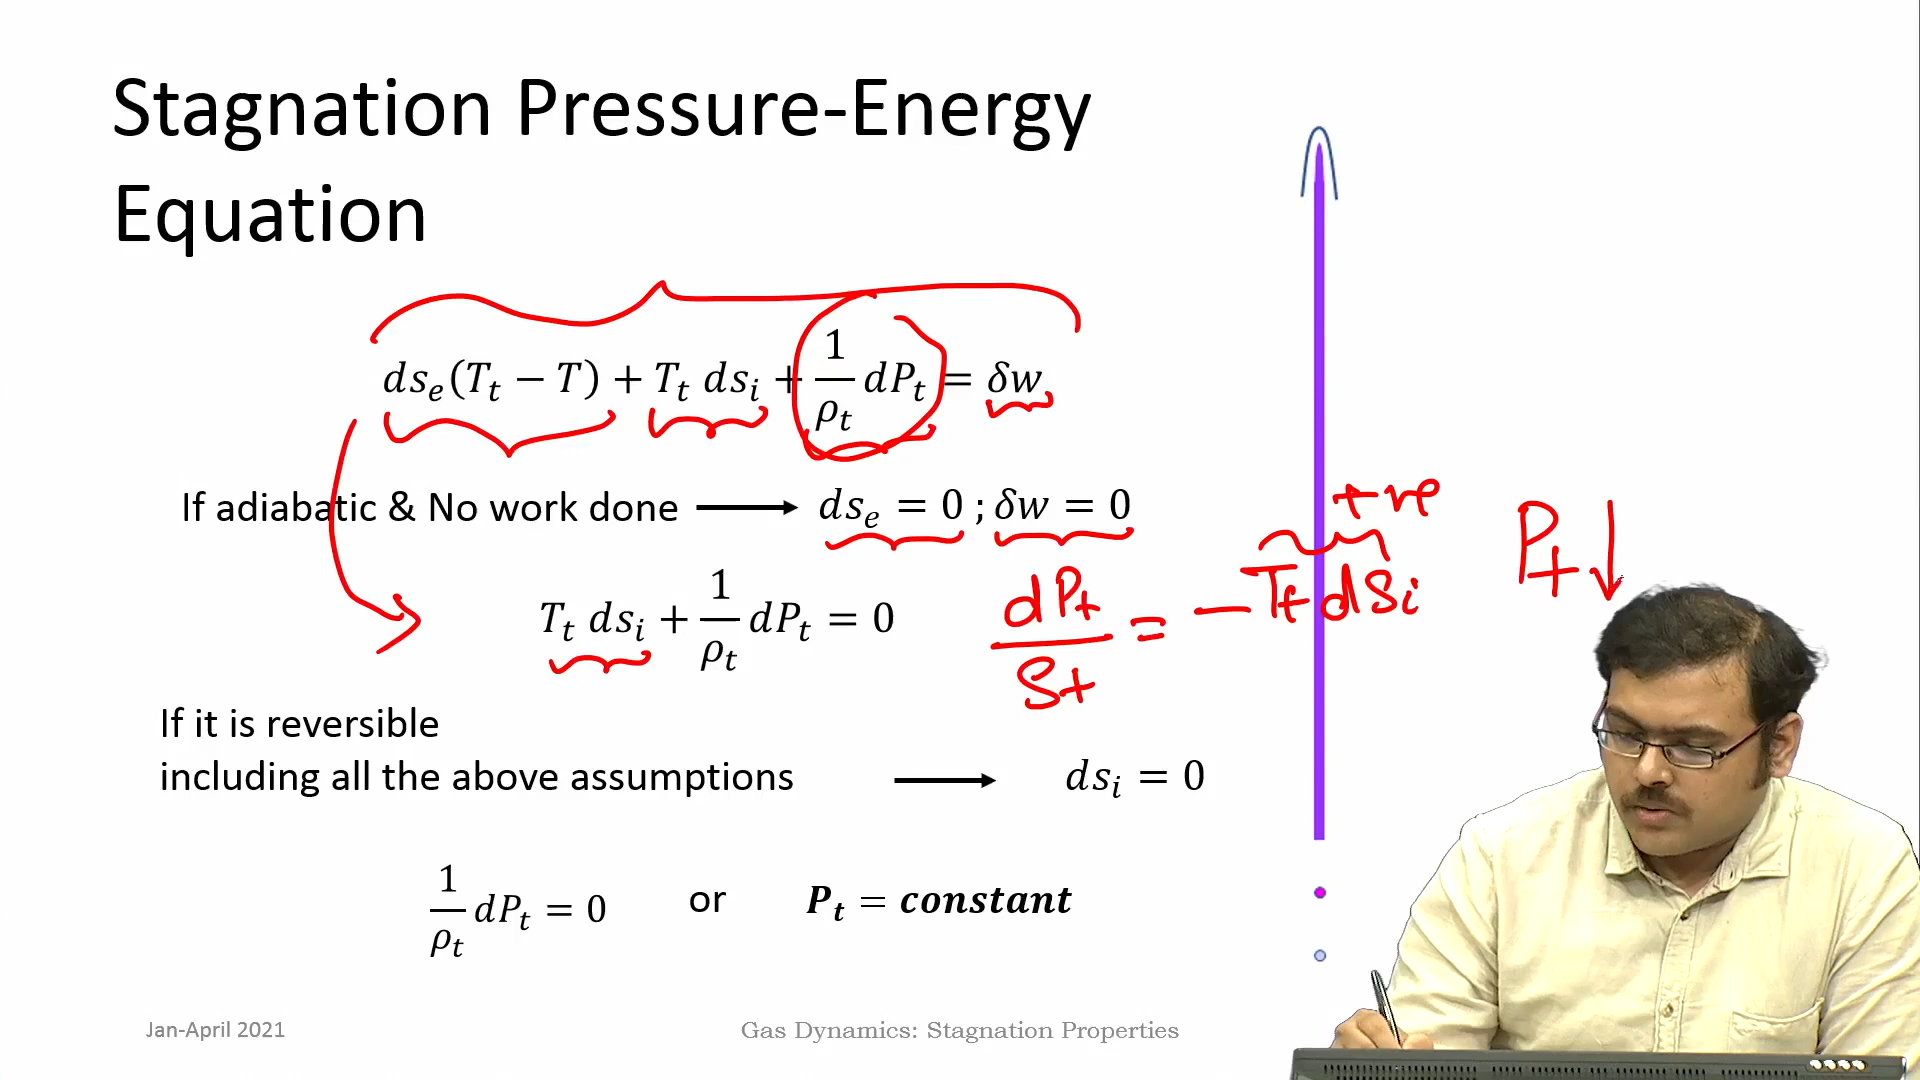 Stagnation Pressure-Energy
Equation
ds_e(T_t − T) + T_t ds_i + 1/ρ_t dP_t = δw
If adiabatic & No work done ⟶ ds_e = 0 ; δw = 0
+ve
T_t ds_i + 1/ρ_t dP_t = 0
dP_t/ρ_t = − T_t ds_i
P_t ↓
If it is reversible
including all the above assumptions ⟶ ds_i = 0
1/ρ_t dP_t = 0 or P_t = constant
Jan-April 2021
Gas Dynamics: Stagnation Properties